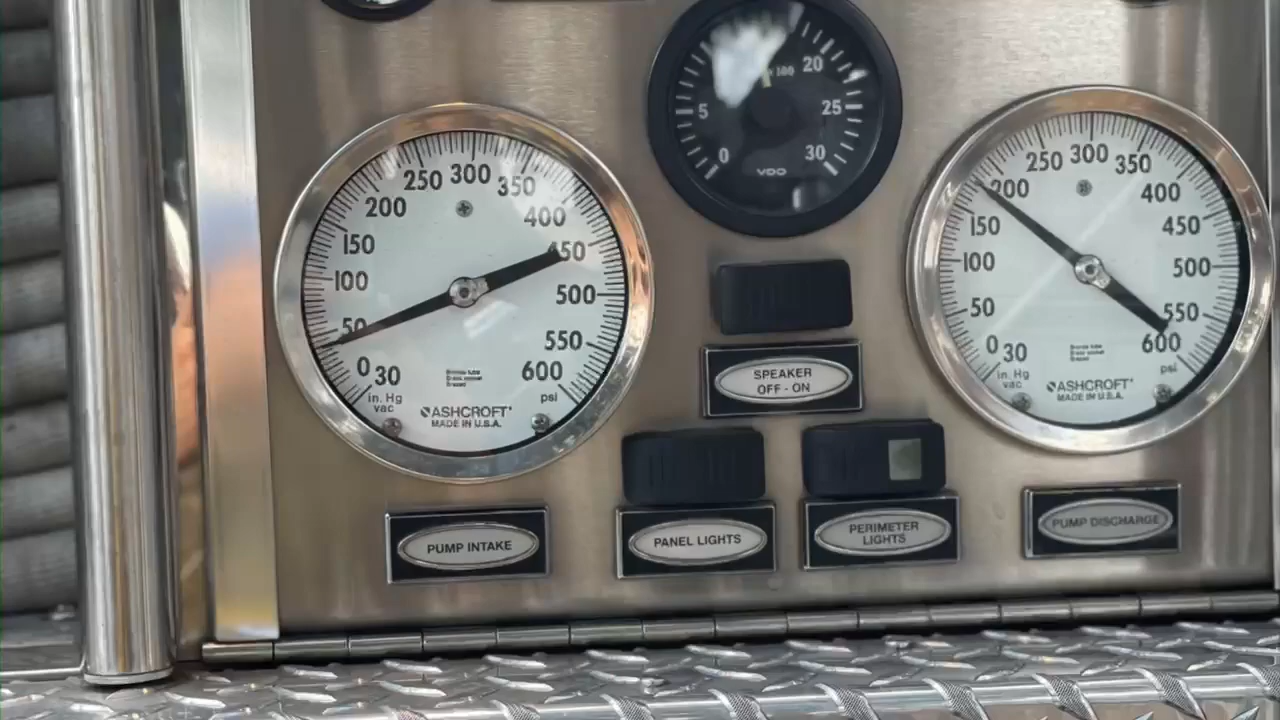 20
x 100
5
25
0
30
VDO
250
300
350
200
400
150
450
100
500
50
550
0
30
600
in. Hg
vac
psi
ASHCROFT
MADE IN U.S.A.
250
300
350
200
400
150
450
100
500
50
550
0
30
600
in. Hg
vac
psi
ASHCROFT
MADE IN U.S.A.
SPEAKER
OFF - ON
PUMP INTAKE
PANEL LIGHTS
PERIMETER
LIGHTS
PUMP DISCHARGE